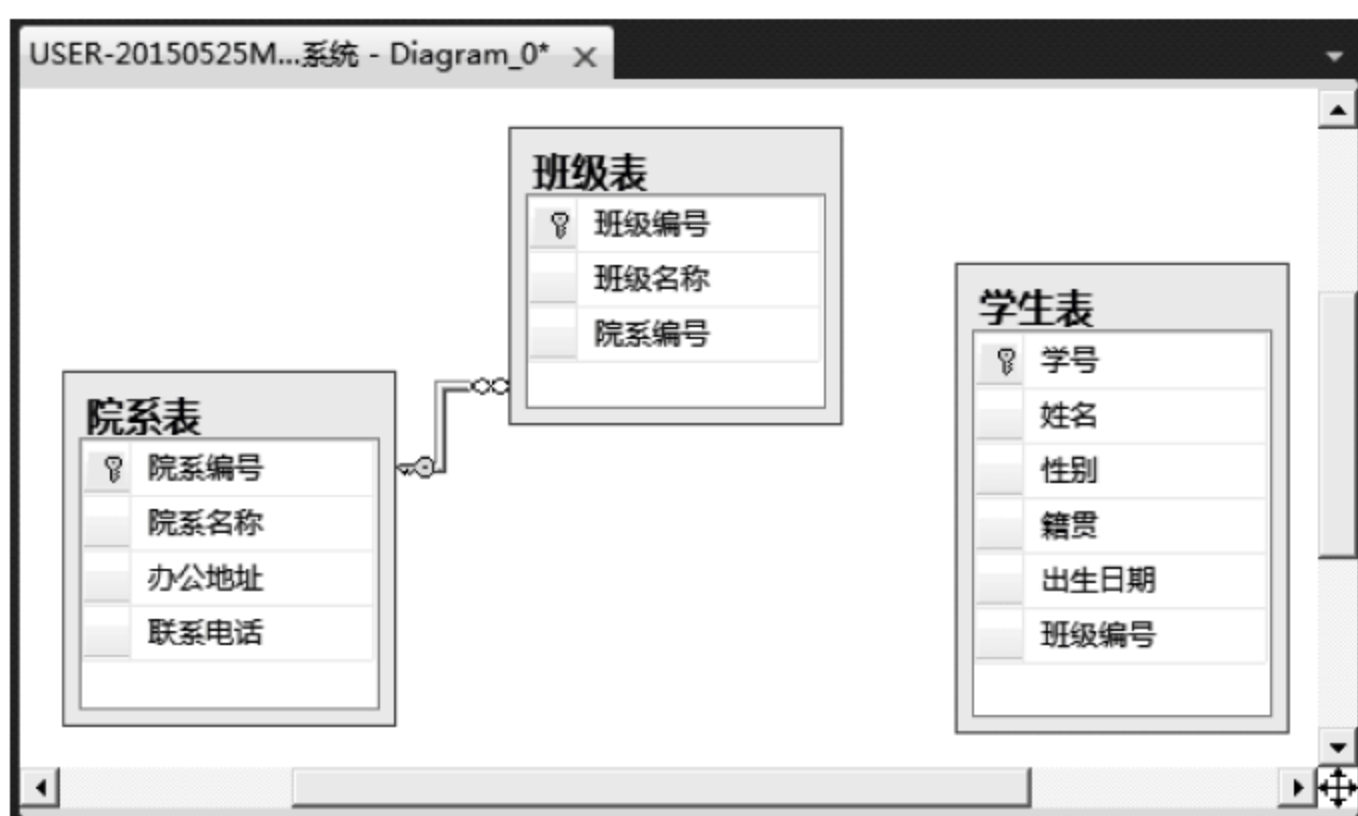 USER-20150525M...系统 - Diagram_0*
班级表
班级编号
班级名称
院系编号
院系表
院系编号
院系名称
办公地址
联系电话
学生表
学号
姓名
性别
籍贯
出生日期
班级编号